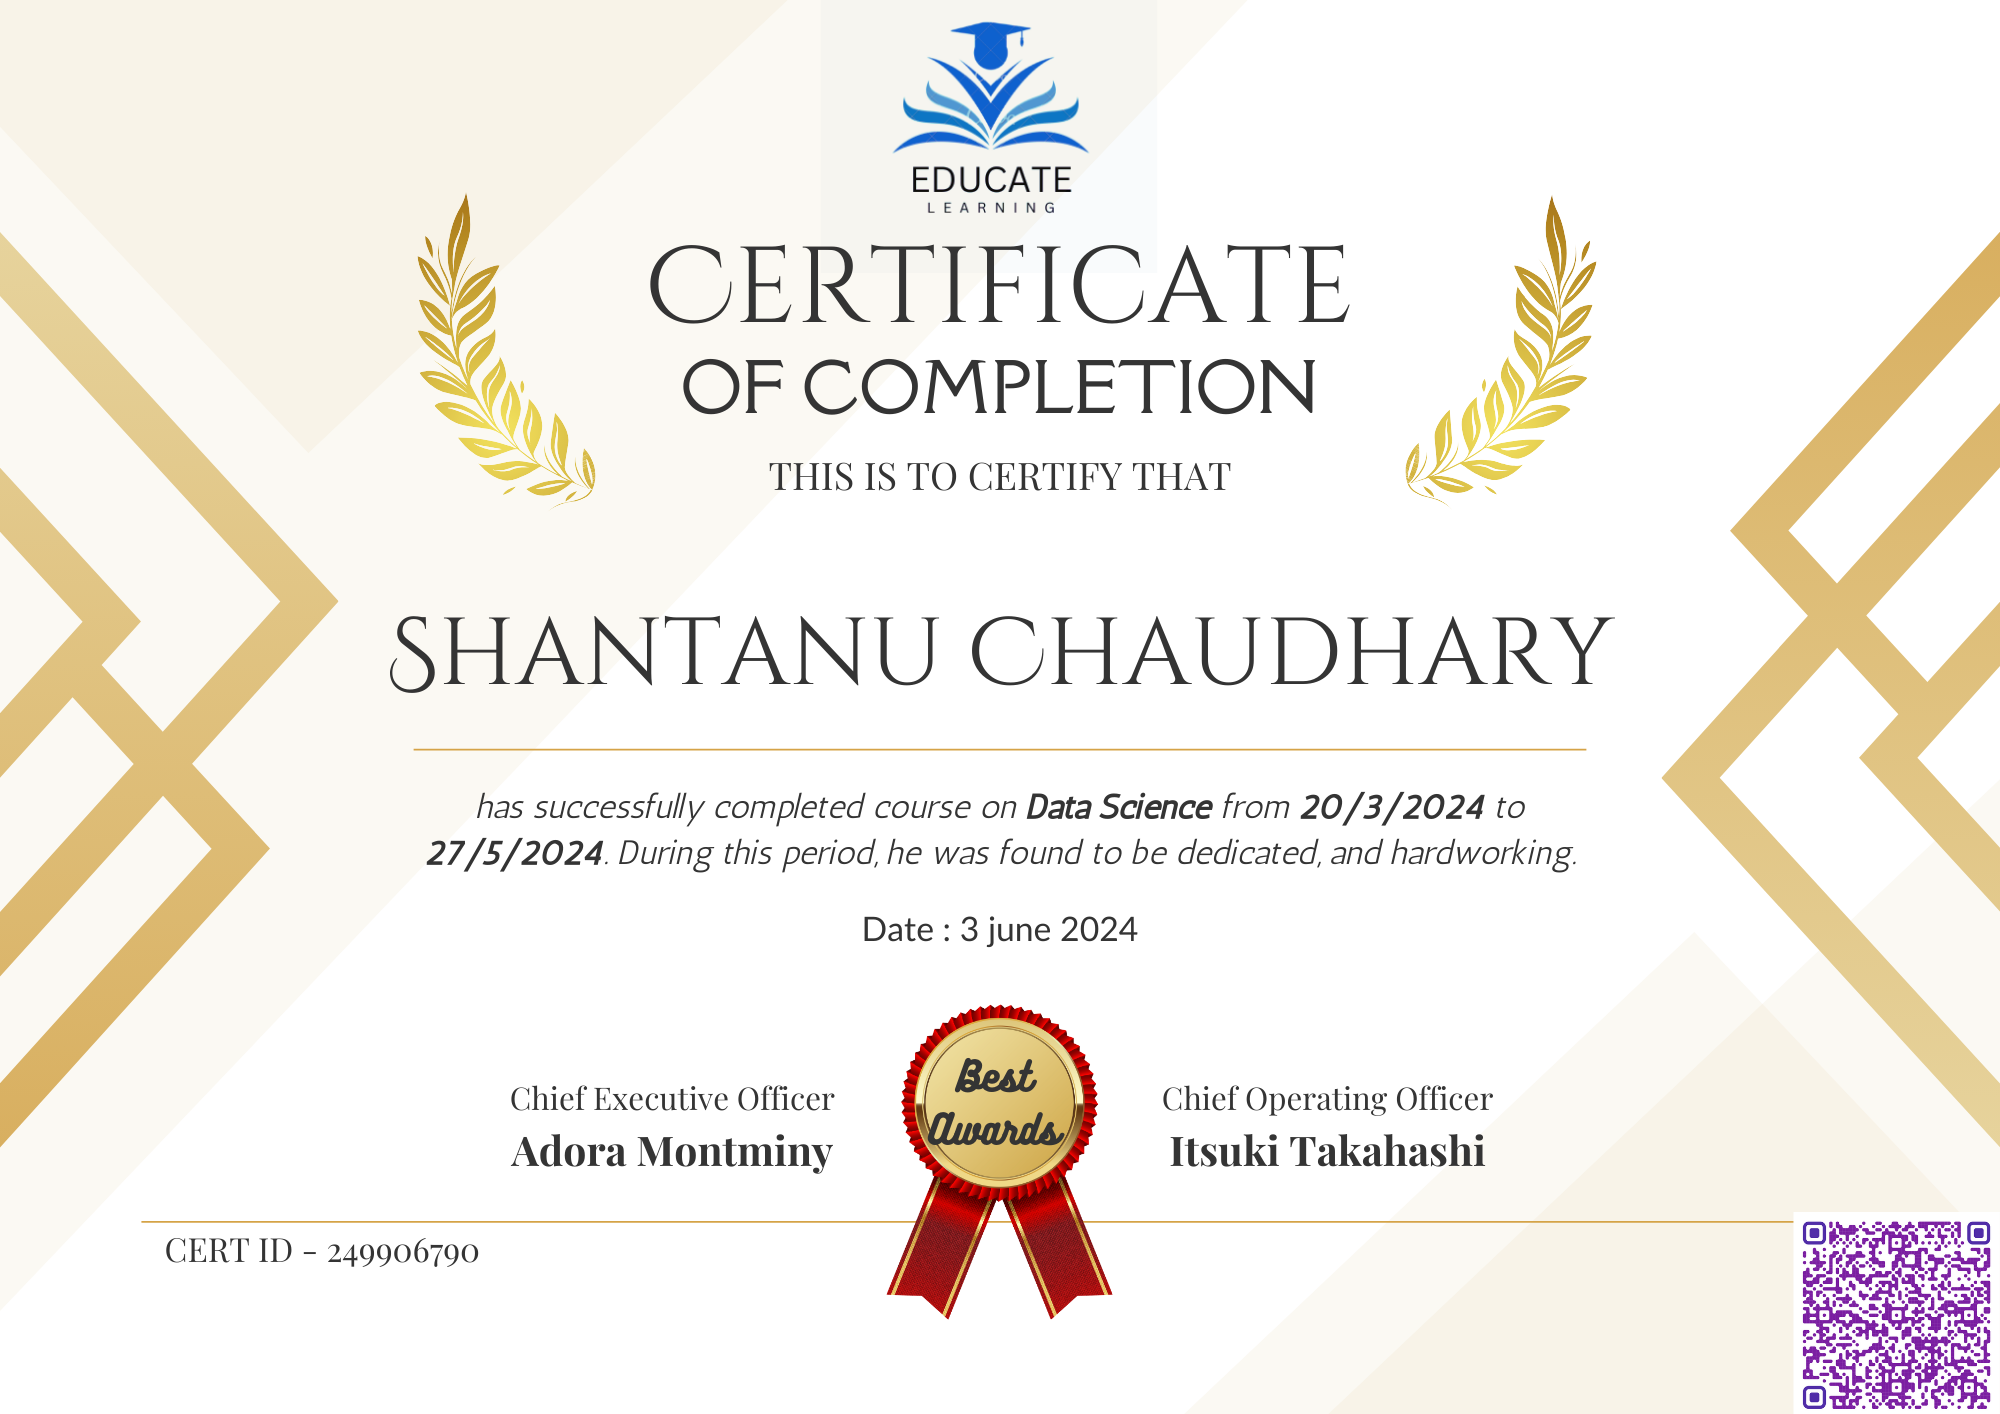 EDUCATE
LEARNING
CERTIFICATE
OF COMPLETION
THIS IS TO CERTIFY THAT
SHANTANU CHAUDHARY
has successfully completed course on Data Science from 20/3/2024 to
27/5/2024. During this period, he was found to be dedicated, and hardworking.
Date : 3 june 2024
Best
Awards
Chief Executive Officer
Adora Montminy
Chief Operating Officer
Itsuki Takahashi
CERT ID - 249906790